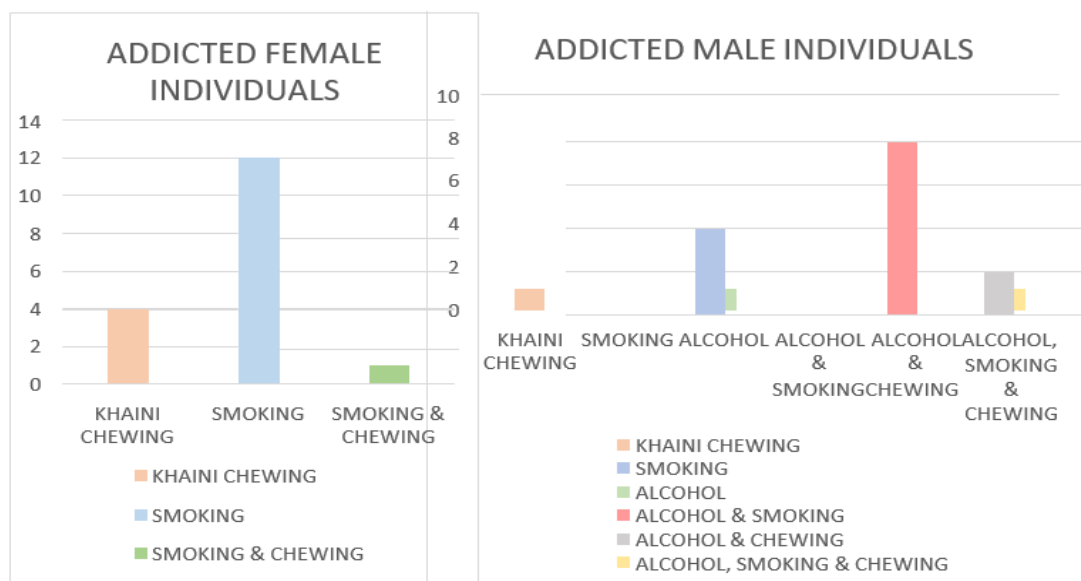 ADDICTED FEMALE
INDIVIDUALS
14
12
10
8
6
4
2
0
KHAINI
CHEWING
SMOKING
SMOKING &
CHEWING
KHAINI CHEWING
SMOKING
SMOKING & CHEWING
ADDICTED MALE INDIVIDUALS
10
8
6
4
2
0
KHAINI
CHEWING
SMOKING
ALCOHOL
ALCOHOL
&
SMOKING
ALCOHOL
&
CHEWING
ALCOHOL,
SMOKING
&
CHEWING
KHAINI CHEWING
SMOKING
ALCOHOL
ALCOHOL & SMOKING
ALCOHOL & CHEWING
ALCOHOL, SMOKING & CHEWING